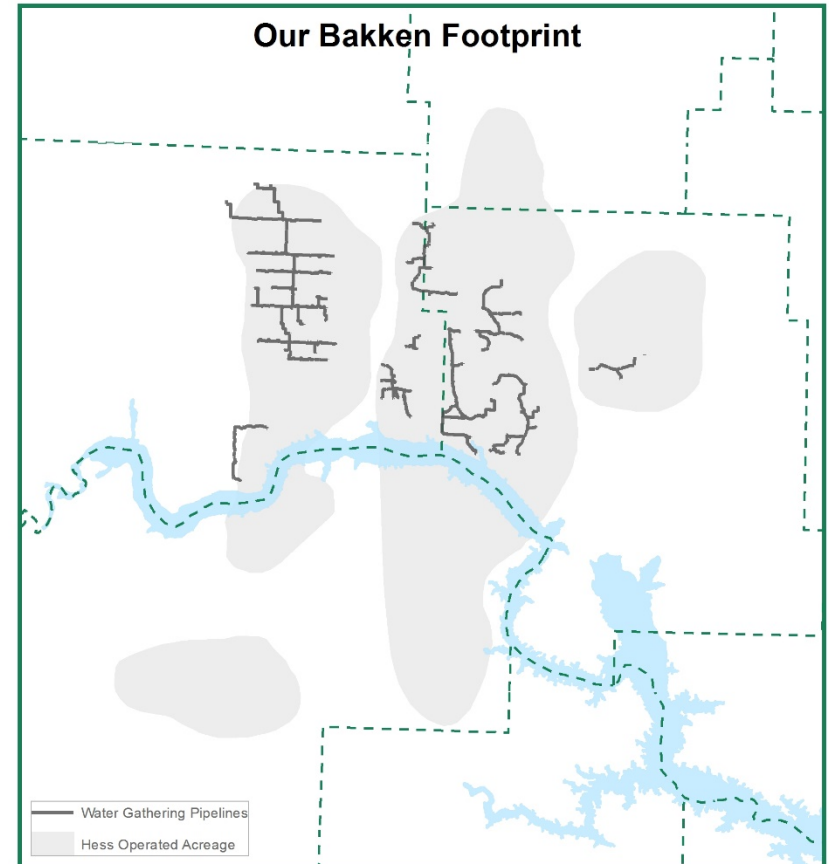 Our Bakken Footprint
Water Gathering Pipelines
Hess Operated Acreage